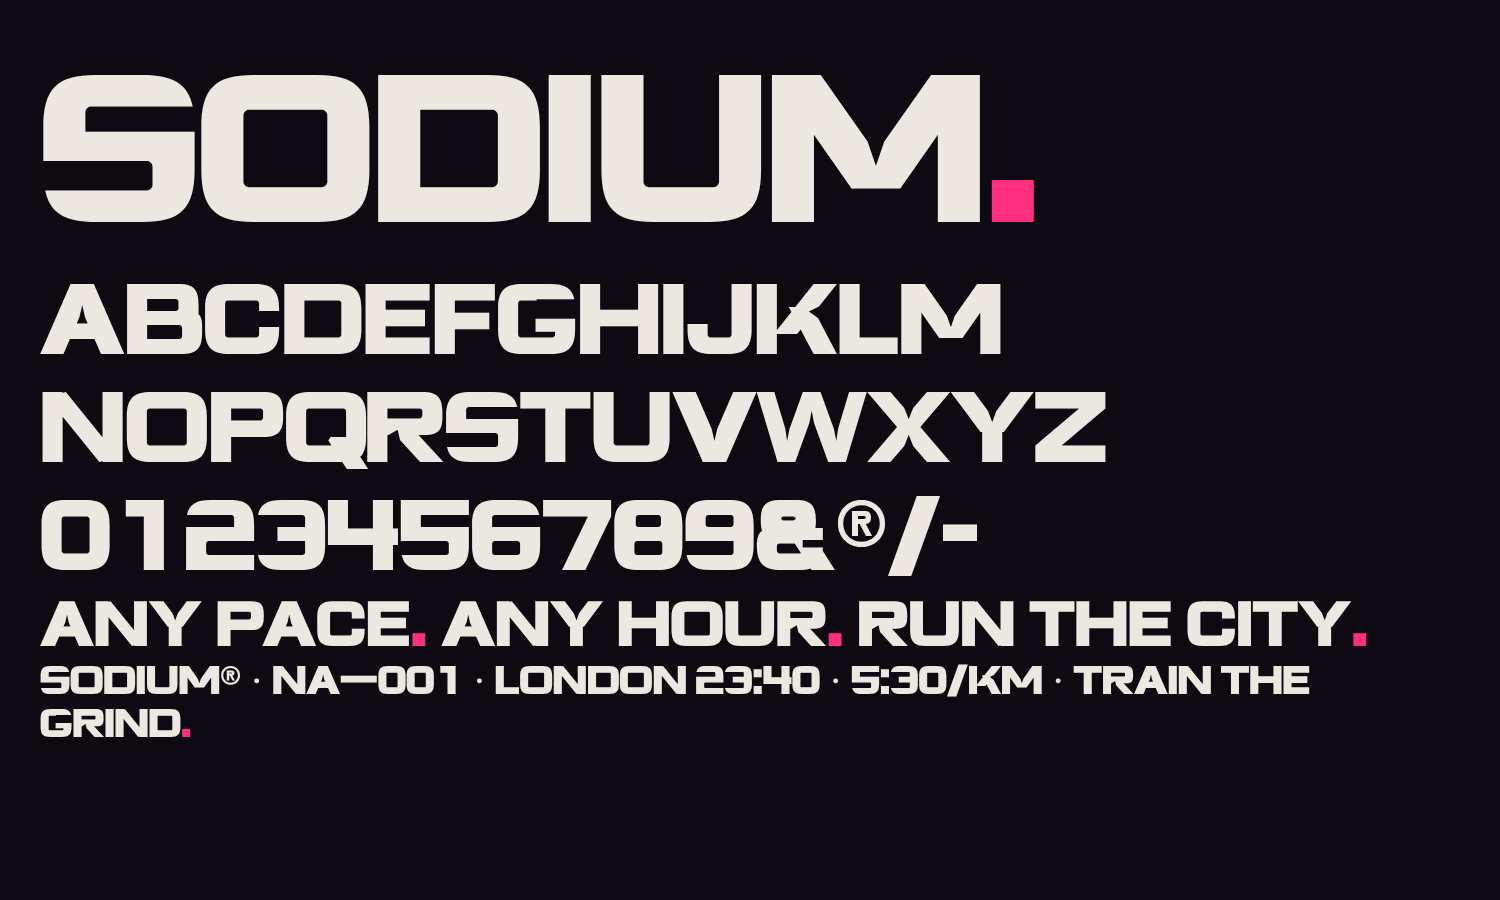 SODIUM.
ABCDEFGHIJKLM
NOPQRSTUVWXYZ
0123456789&®/-
ANY PACE. ANY HOUR. RUN THE CITY.
SODIUM® · NA—001 · LONDON 23:40 · 5:30/KM · TRAIN THE
GRIND.